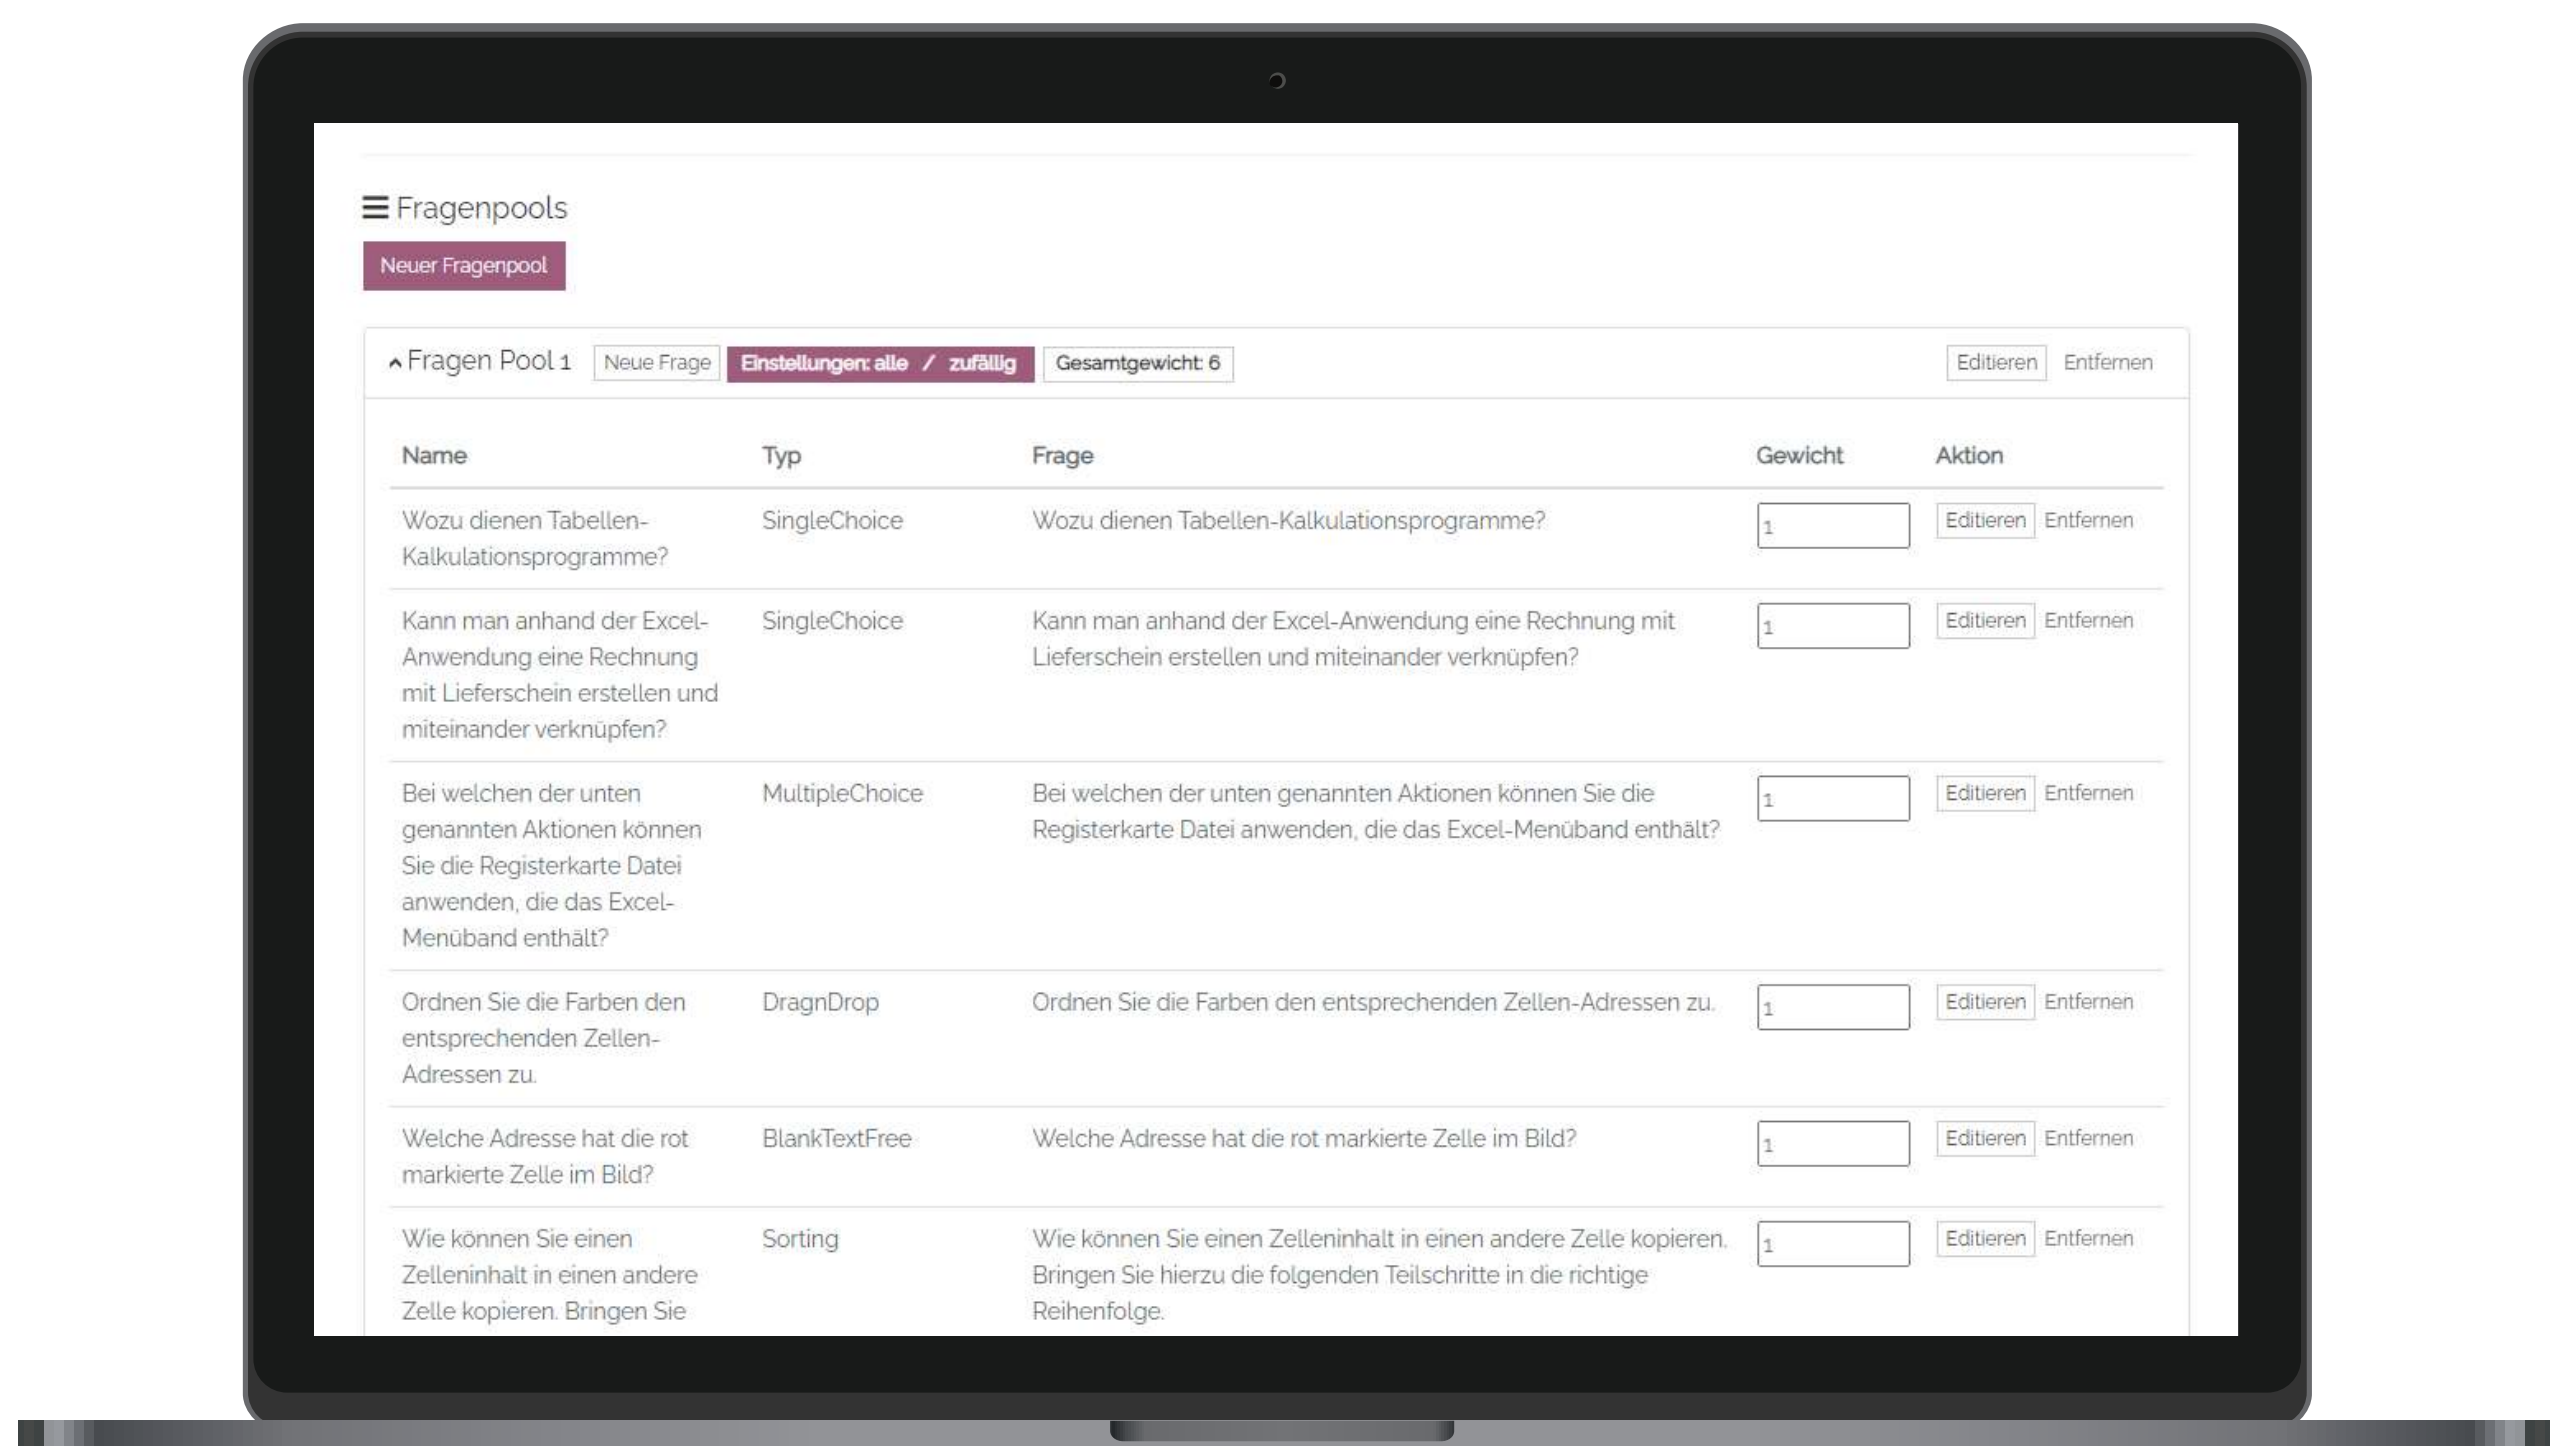 Fragenpools
Neuer Fragenpool
Fragen Pool 1 Neue Frage Einstellungen: alle / zufällig Gesamtgewicht: 6 Editieren Entfernen
Name Typ Frage Gewicht Aktion
Wozu dienen Tabellen- SingleChoice Wozu dienen Tabellen-Kalkulationsprogramme? 1 Editieren Entfernen
Kalkulationsprogramme?
Kann man anhand der Excel- SingleChoice Kann man anhand der Excel-Anwendung eine Rechnung mit 1 Editieren Entfernen
Anwendung eine Rechnung Lieferschein erstellen und miteinander verknüpfen?
mit Lieferschein erstellen und
miteinander verknüpfen?
Bei welchen der unten MultipleChoice Bei welchen der unten genannten Aktionen können Sie die 1 Editieren Entfernen
genannten Aktionen können Registerkarte Datei anwenden, die das Excel-Menüband enthält?
Sie die Registerkarte Datei
anwenden, die das Excel-
Menüband enthält?
Ordnen Sie die Farben den DragnDrop Ordnen Sie die Farben den entsprechenden Zellen-Adressen zu. 1 Editieren Entfernen
entsprechenden Zellen-
Adressen zu.
Welche Adresse hat die rot BlankTextFree Welche Adresse hat die rot markierte Zelle im Bild? 1 Editieren Entfernen
markierte Zelle im Bild?
Wie können Sie einen Sorting Wie können Sie einen Zelleninhalt in einen andere Zelle kopieren. 1 Editieren Entfernen
Zelleninhalt in einen andere Bringen Sie hierzu die folgenden Teilschritte in die richtige
Zelle kopieren. Bringen Sie Reihenfolge.